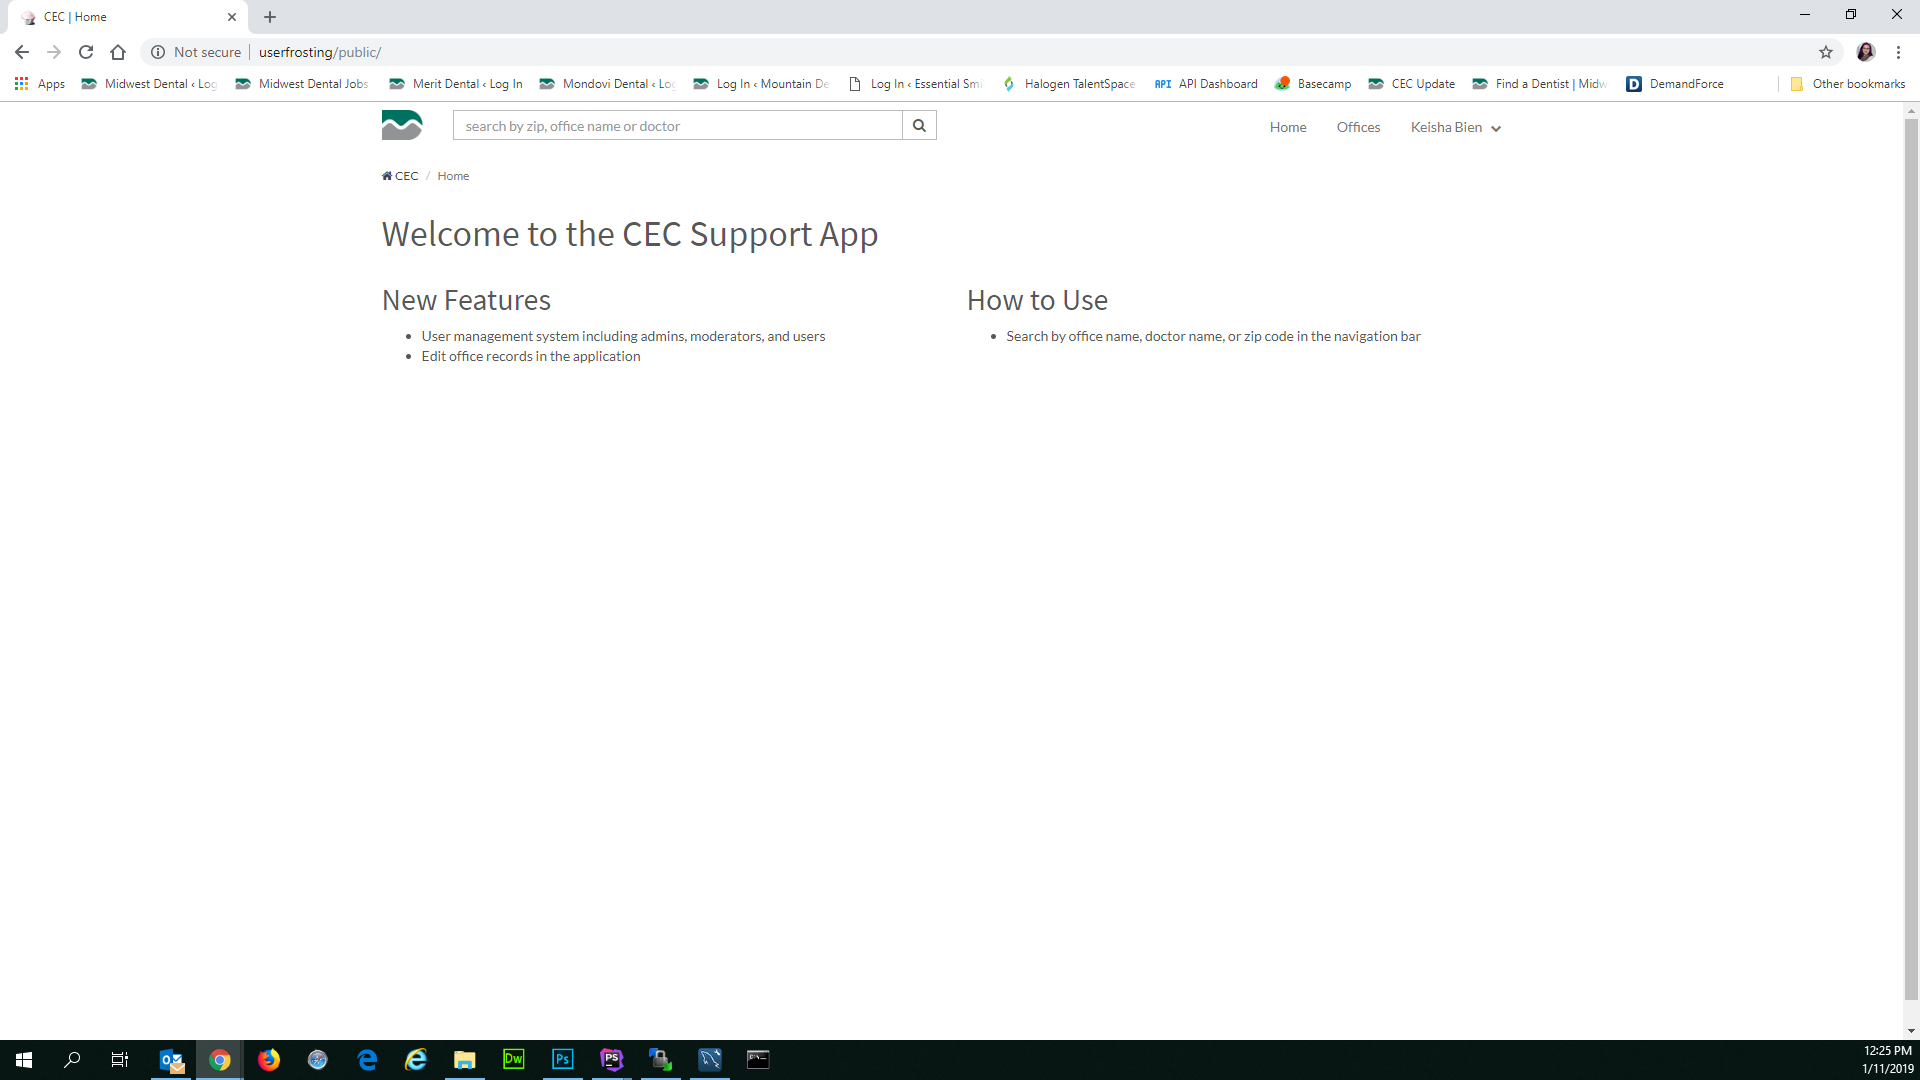 CEC | Home
Not secure userfrosting/public/
Apps Midwest Dental ‹ Log Midwest Dental Jobs Merit Dental ‹ Log In Mondovi Dental ‹ Log Log In ‹ Mountain De Log In ‹ Essential Smi Halogen TalentSpace API API Dashboard Basecamp CEC Update Find a Dentist | Midw D DemandForce Other bookmarks
search by zip, office name or doctor Home Offices Keisha Bien
CEC / Home
Welcome to the CEC Support App
New Features
• User management system including admins, moderators, and users
• Edit office records in the application
How to Use
• Search by office name, doctor name, or zip code in the navigation bar
Dw Ps PS
12:25 PM
1/11/2019